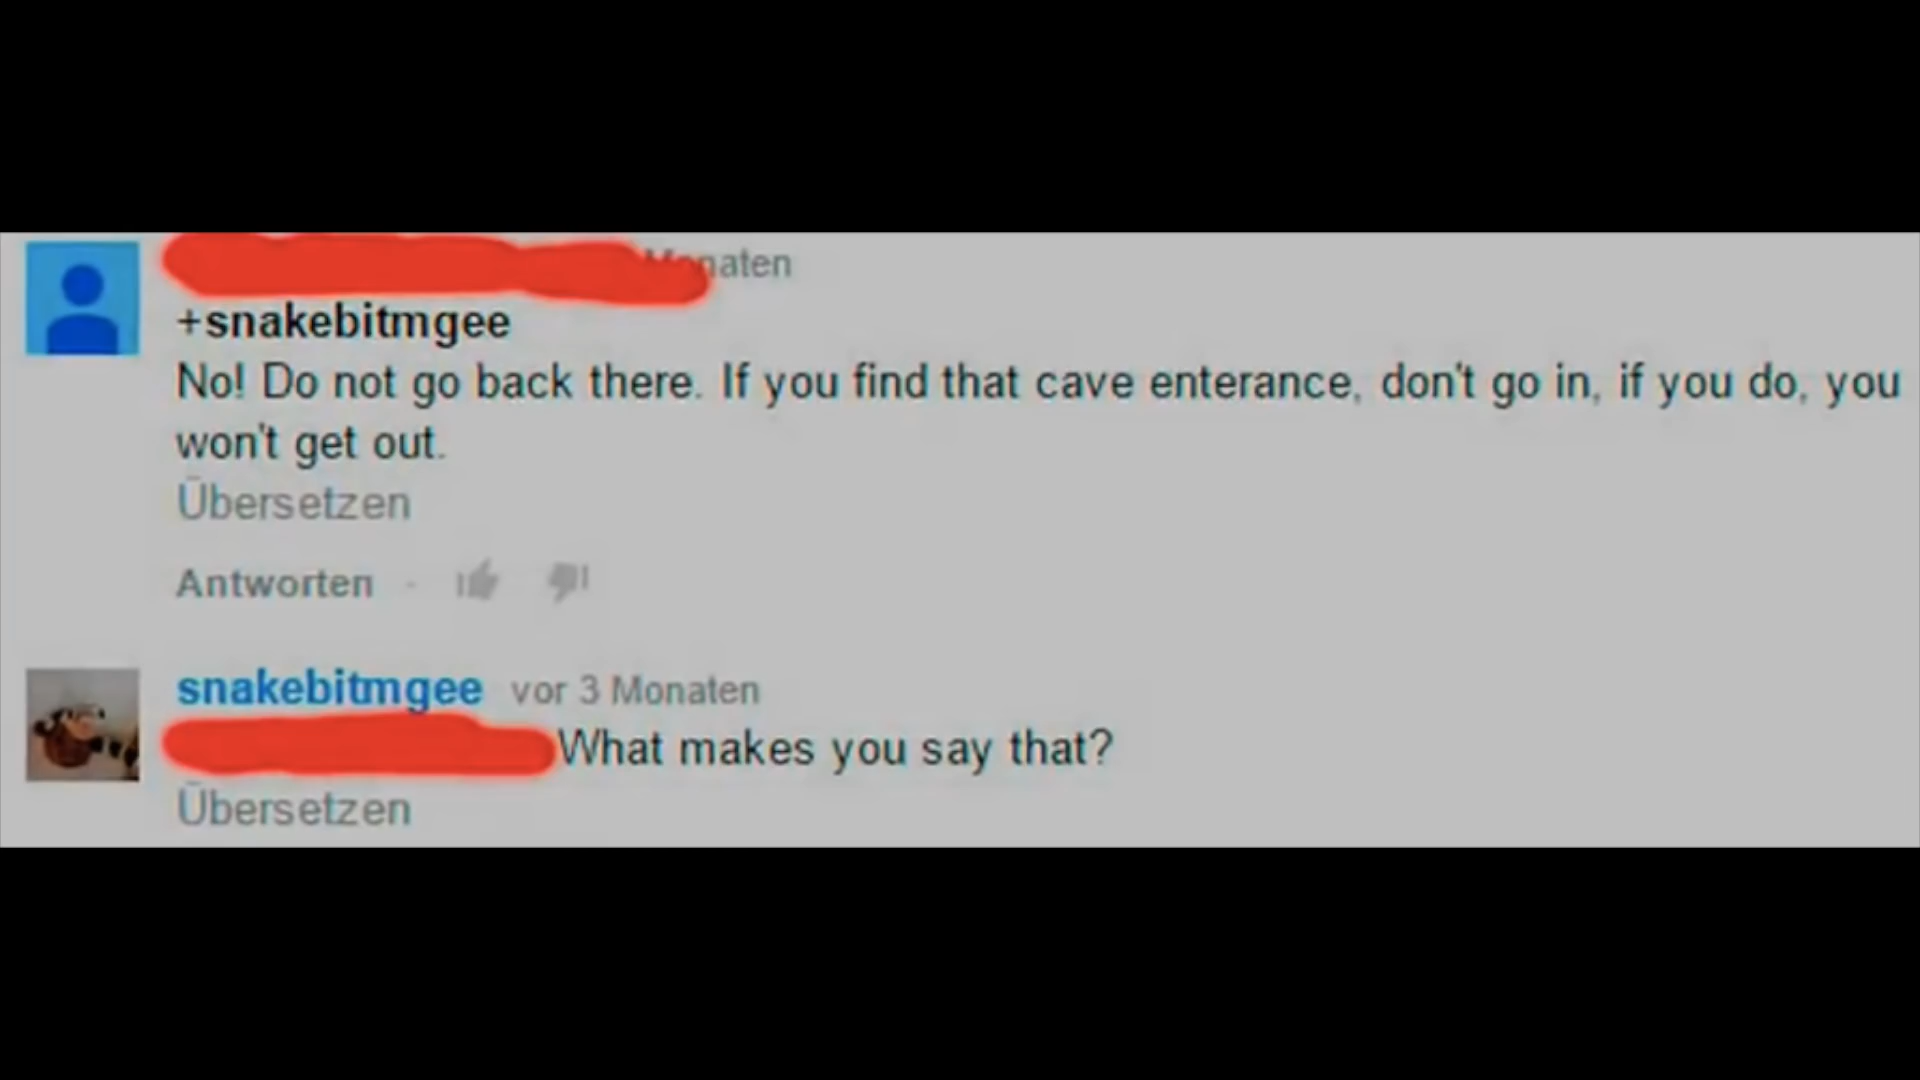 Monaten
+snakebitmgee
No! Do not go back there. If you find that cave enterance, don't go in, if you do, you
won't get out.
Übersetzen
Antworten
snakebitmgee vor 3 Monaten
What makes you say that?
Übersetzen